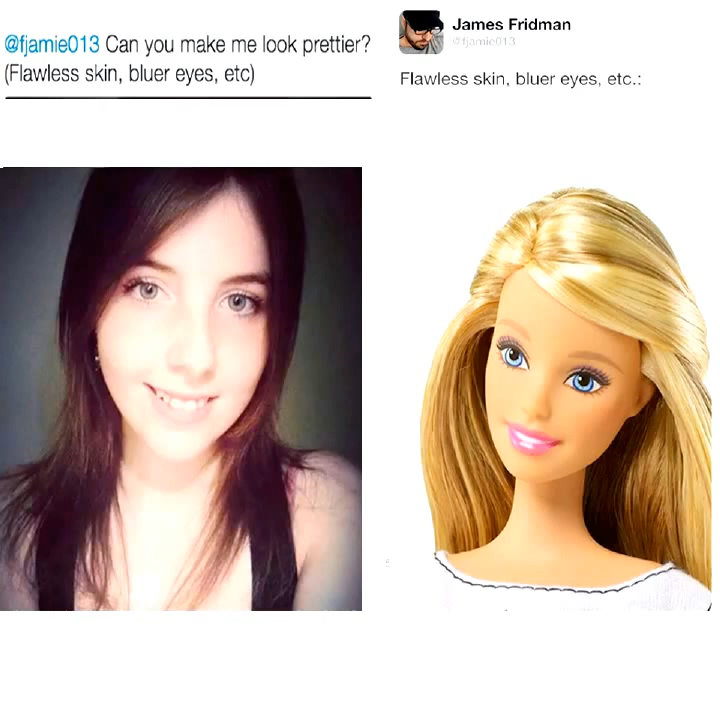 @fjamie013 Can you make me look prettier?
(Flawless skin, bluer eyes, etc)
James Fridman
@fjamie013
Flawless skin, bluer eyes, etc.: